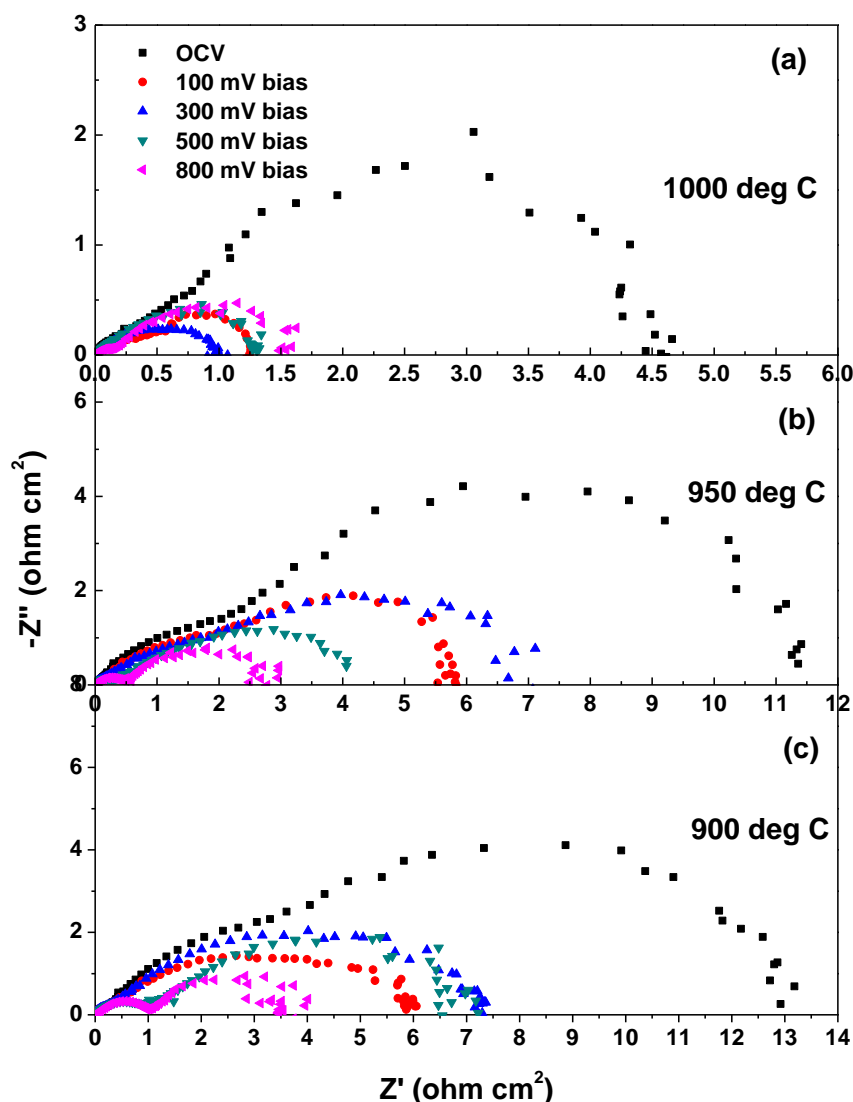 3
(a)
OCV
100 mV bias
300 mV bias
500 mV bias
800 mV bias
2
1000 deg C
1
0
0.0 0.5 1.0 1.5 2.0 2.5 3.0 3.5 4.0 4.5 5.0 5.5 6.0
(b)
950 deg C
4
2
0
0 1 2 3 4 5 6 7 8 9 10 11 12
-Z'' (ohm cm²)
8
(c)
6
900 deg C
4
2
0
0 1 2 3 4 5 6 7 8 9 10 11 12 13 14
Z' (ohm cm²)